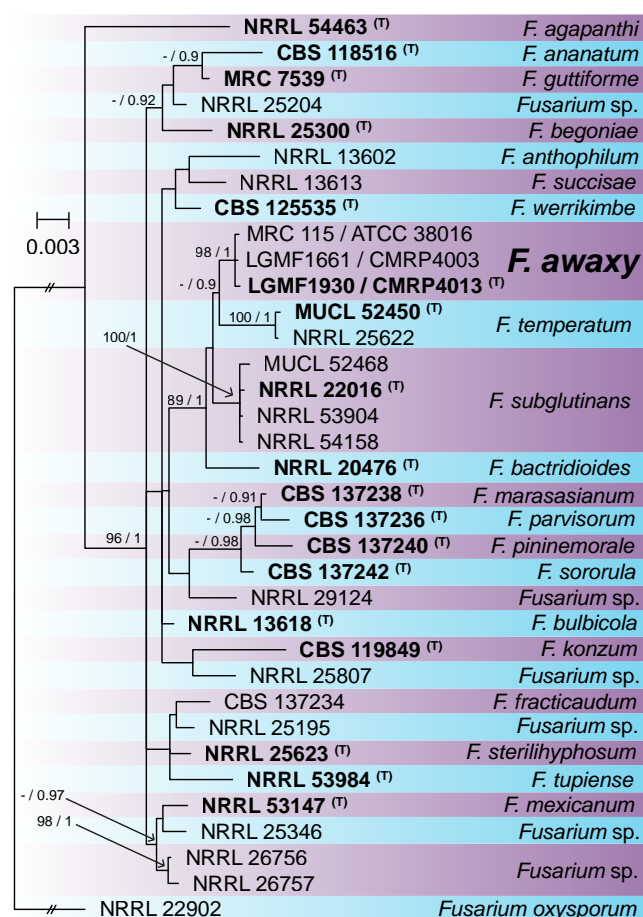 NRRL 54463 (T) F. agapanthi
CBS 118516 (T) F. ananatum
- / 0.9
MRC 7539 (T) F. guttiforme
- / 0.92
NRRL 25204 Fusarium sp.
NRRL 25300 (T) F. begoniae
NRRL 13602 F. anthophilum
NRRL 13613 F. succisae
CBS 125535 (T) F. werrikimbe
0.003
MRC 115 / ATCC 38016
98 / 1
LGMF1661 / CMRP4003 F. awaxy
- / 0.9
LGMF1930 / CMRP4013 (T)
MUCL 52450 (T) F. temperatum
100 / 1
NRRL 25622
100/1
MUCL 52468
NRRL 22016 (T) F. subglutinans
89 / 1
NRRL 53904
NRRL 54158
NRRL 20476 (T) F. bactridioides
- / 0.91
CBS 137238 (T) F. marasasianum
- / 0.98
CBS 137236 (T) F. parvisorum
- / 0.98
96 / 1
CBS 137240 (T) F. pininemorale
CBS 137242 (T) F. sororula
NRRL 29124 Fusarium sp.
NRRL 13618 (T) F. bulbicola
CBS 119849 (T) F. konzum
NRRL 25807 Fusarium sp.
CBS 137234 F. fracticaudum
NRRL 25195 Fusarium sp.
NRRL 25623 (T) F. sterilihyphosum
NRRL 53984 (T) F. tupiense
- / 0.97
NRRL 53147 (T) F. mexicanum
98 / 1
NRRL 25346 Fusarium sp.
NRRL 26756 Fusarium sp.
NRRL 26757
NRRL 22902 Fusarium oxysporum